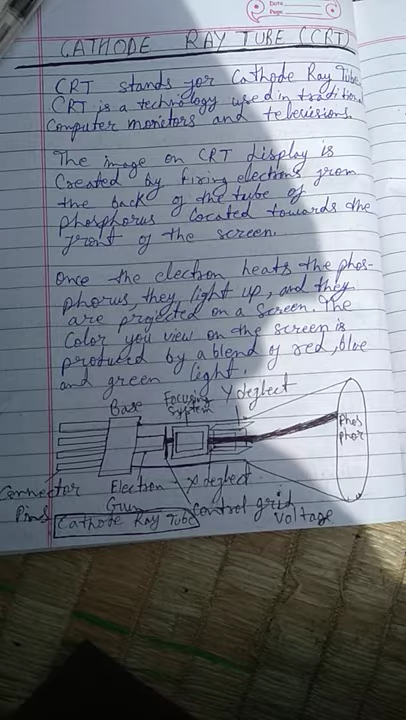 Date
Page
CATHODE RAY TUBE (CRT)
CRT stands for Cathode Ray Tube
CRT is a technology used in tradition
Computer monitors and televisions.
The image on CRT display is
Created by firing electrons from
the back of the tube of
phosphorus located towards the
front of the screen.
Once the electron heats the phos-
phorus, they light up, and they
are projected on a screen. The
Color you view on the screen is
produced by a blend of red, blue
and green light.
Base
Focusing
System
Y deflect
Phos
phor
Connector
Pins
Electron
Gun
X deflect
Control grid
Voltage
Cathode Ray Tube